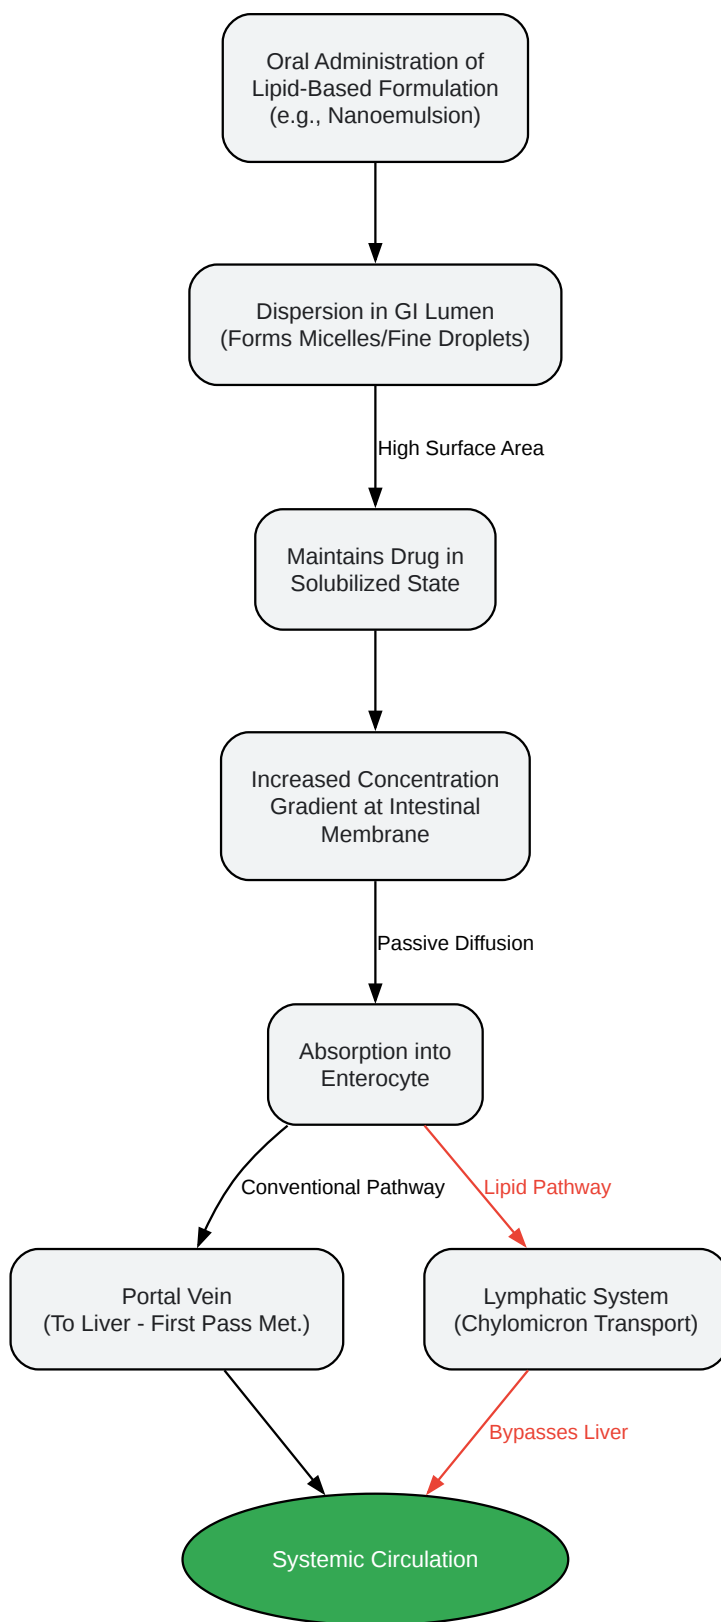 Oral Administration of
Lipid-Based Formulation
(e.g., Nanoemulsion)
Dispersion in GI Lumen
(Forms Micelles/Fine Droplets)
High Surface Area
Maintains Drug in
Solubilized State
Increased Concentration
Gradient at Intestinal
Membrane
Passive Diffusion
Absorption into
Enterocyte
Conventional Pathway
Lipid Pathway
Portal Vein
(To Liver - First Pass Met.)
Lymphatic System
(Chylomicron Transport)
Bypasses Liver
Systemic Circulation